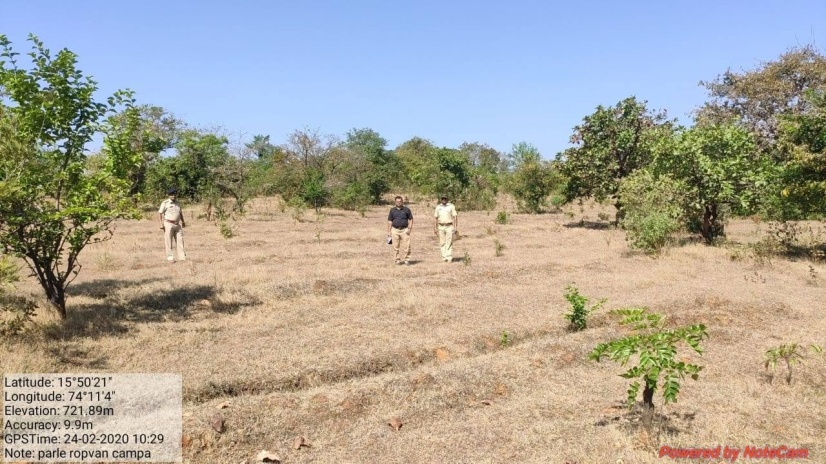 Latitude: 15°50'21"
Longitude: 74°11'4"
Elevation: 721.89m
Accuracy: 9.9m
GPSTime: 24-02-2020 10:29
Note: parle ropvan campa
Powered by NoteCam